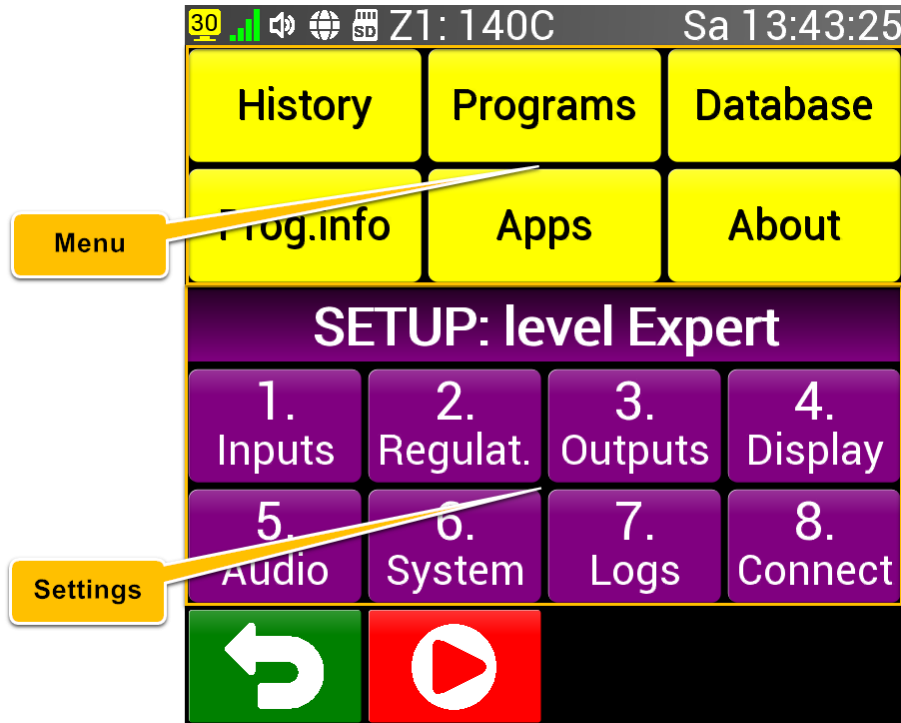 30 SD Z1: 140C Sa 13:43:25
History Programs Database
Menu
Prog.info Apps About
SETUP: level Expert
1. 2. 3. 4.
Inputs Regulat. Outputs Display
5. 6. 7. 8.
Audio System Logs Connect
Settings